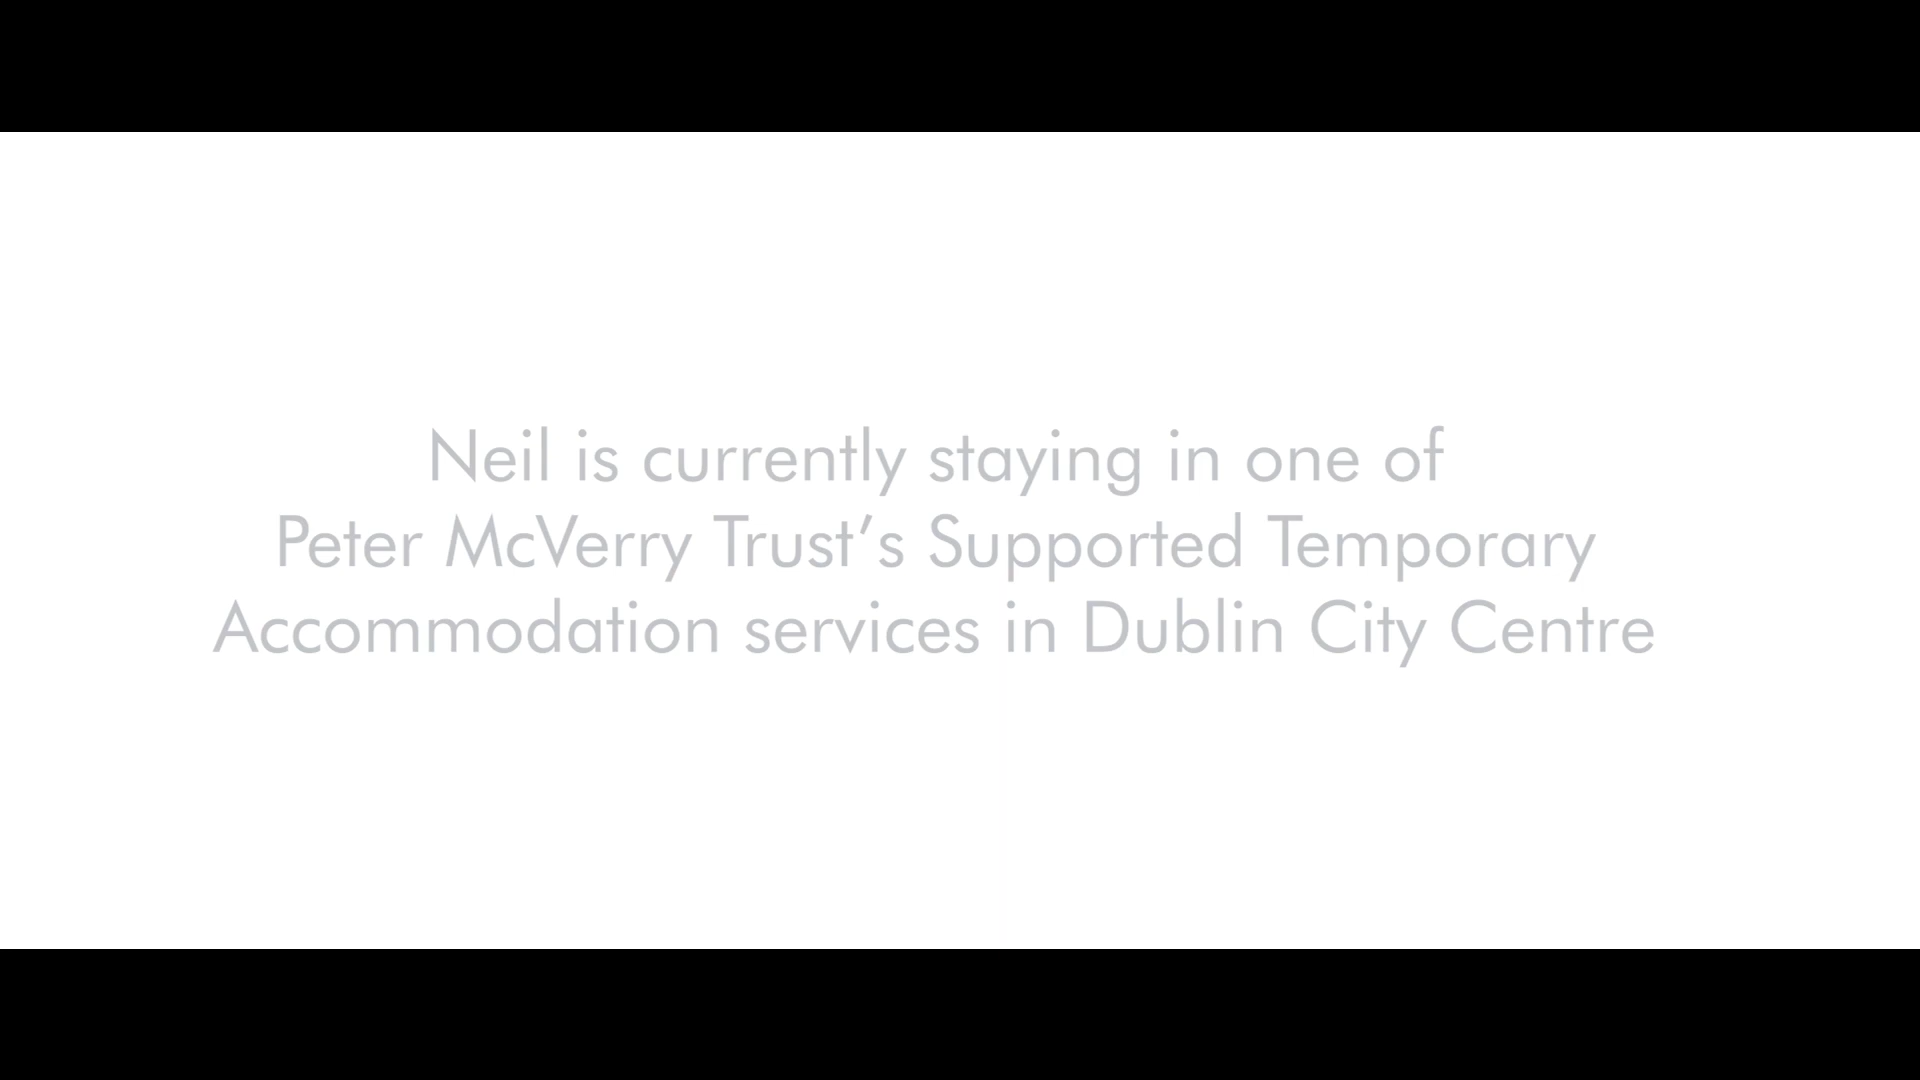 Neil is currently staying in one of
Peter McVerry Trust’s Supported Temporary
Accommodation services in Dublin City Centre